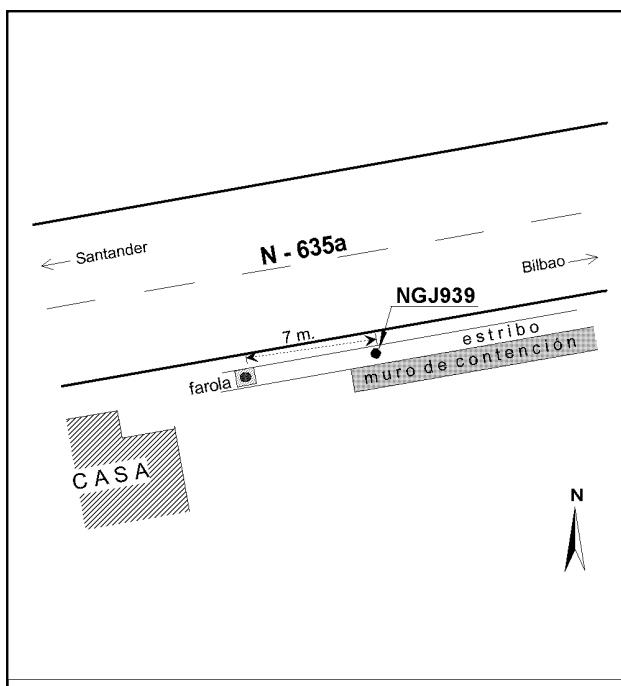 Santander
N - 635a
Bilbao
NGJ939
7 m.
estribo
muro de contención
farola
CASA
N